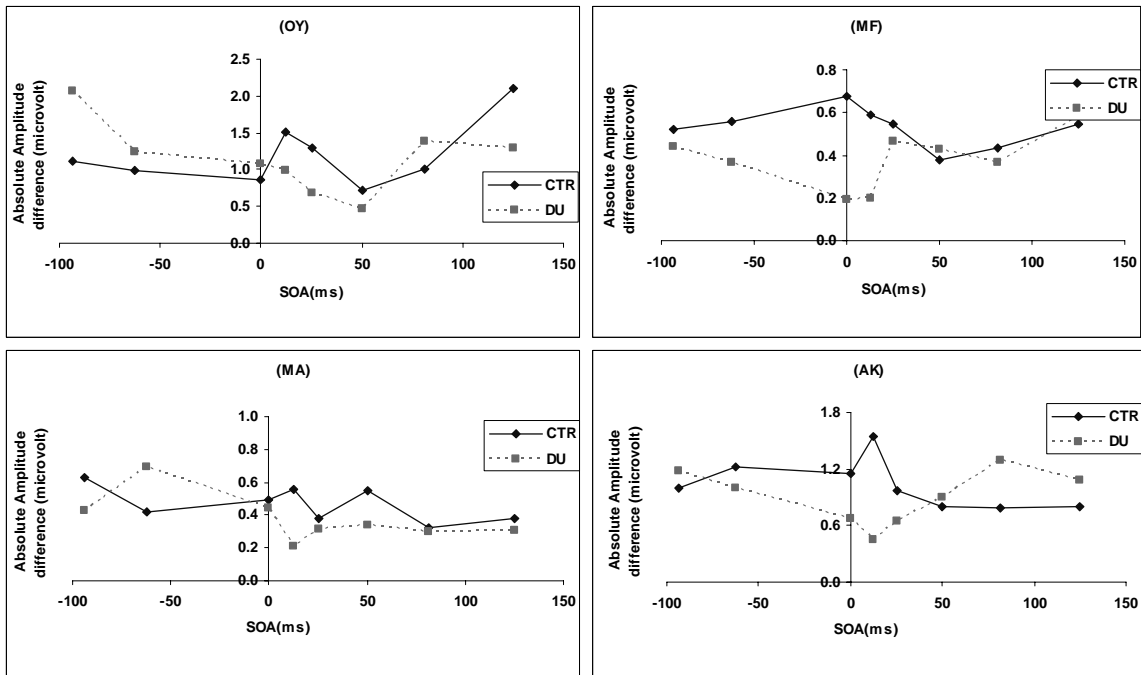 (OY)
Absolute Amplitude
difference (microvolt)
2.5
2.0
1.5
1.0
0.5
0.0
-100 -50 0 50 100 150
SOA(ms)
CTR
DU
(MF)
Absolute Amplitude
difference (microvolt)
0.8
0.6
0.4
0.2
0.0
-100 -50 0 50 100 150
SOA(ms)
CTR
DU
(MA)
Absolute Amplitude
difference (microvolt)
1.0
0.8
0.6
0.4
0.2
0.0
-100 -50 0 50 100 150
SOA(ms)
CTR
DU
(AK)
Absolute Amplitude
difference (microvolt)
1.8
1.2
0.6
0.0
-100 -50 0 50 100 150
SOA(ms)
CTR
DU